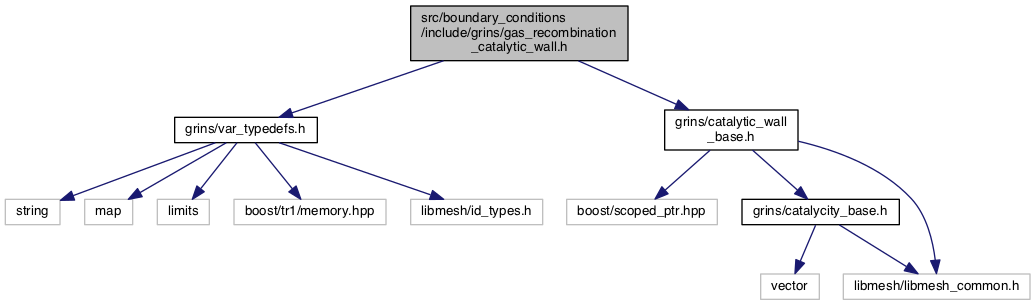 src/boundary_conditions
/include/grins/gas_recombination
_catalytic_wall.h
grins/var_typedefs.h
grins/catalytic_wall
_base.h
string
map
limits
boost/tr1/memory.hpp
libmesh/id_types.h
boost/scoped_ptr.hpp
grins/catalycity_base.h
vector
libmesh/libmesh_common.h